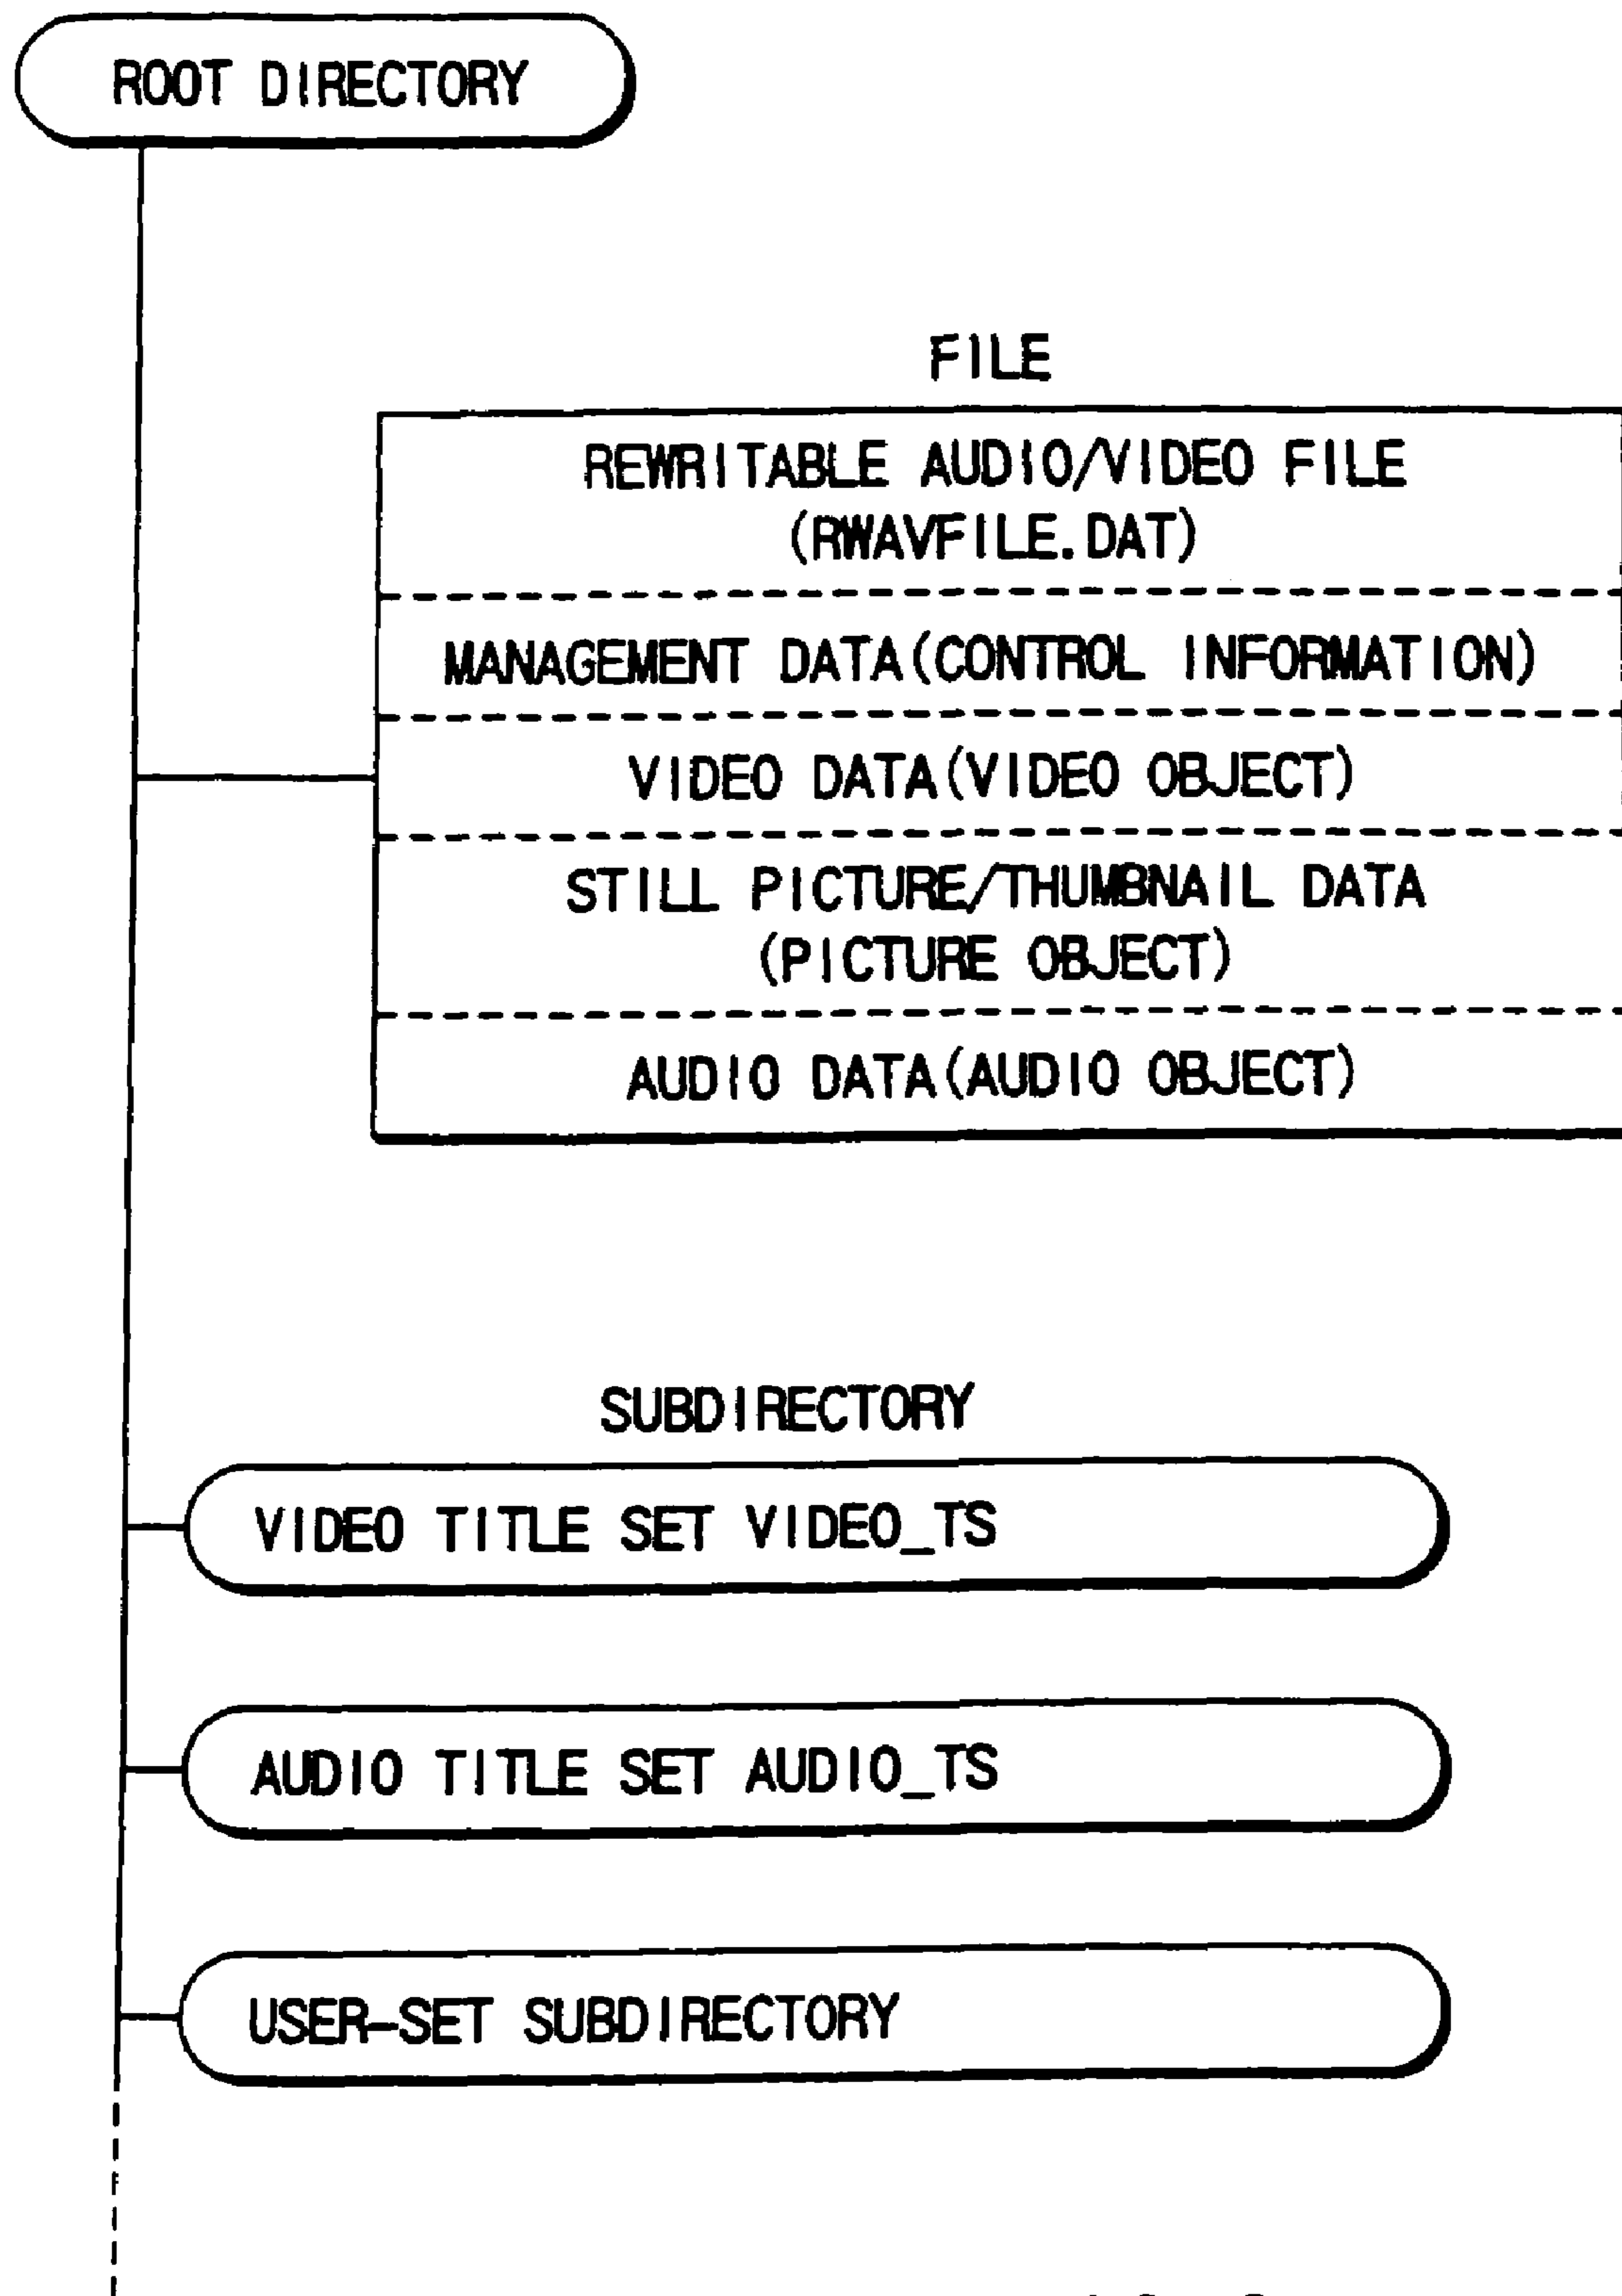 ROOT DIRECTORY
FILE
REWRITABLE AUDIO/VIDEO FILE
(RWAVFILE.DAT)
MANAGEMENT DATA(CONTROL INFORMATION)
VIDEO DATA(VIDEO OBJECT)
STILL PICTURE/THUMBNAIL DATA
(PICTURE OBJECT)
AUDIO DATA(AUDIO OBJECT)
SUBDIRECTORY
VIDEO TITLE SET VIDEO_TS
AUDIO TITLE SET AUDIO_TS
USER-SET SUBDIRECTORY